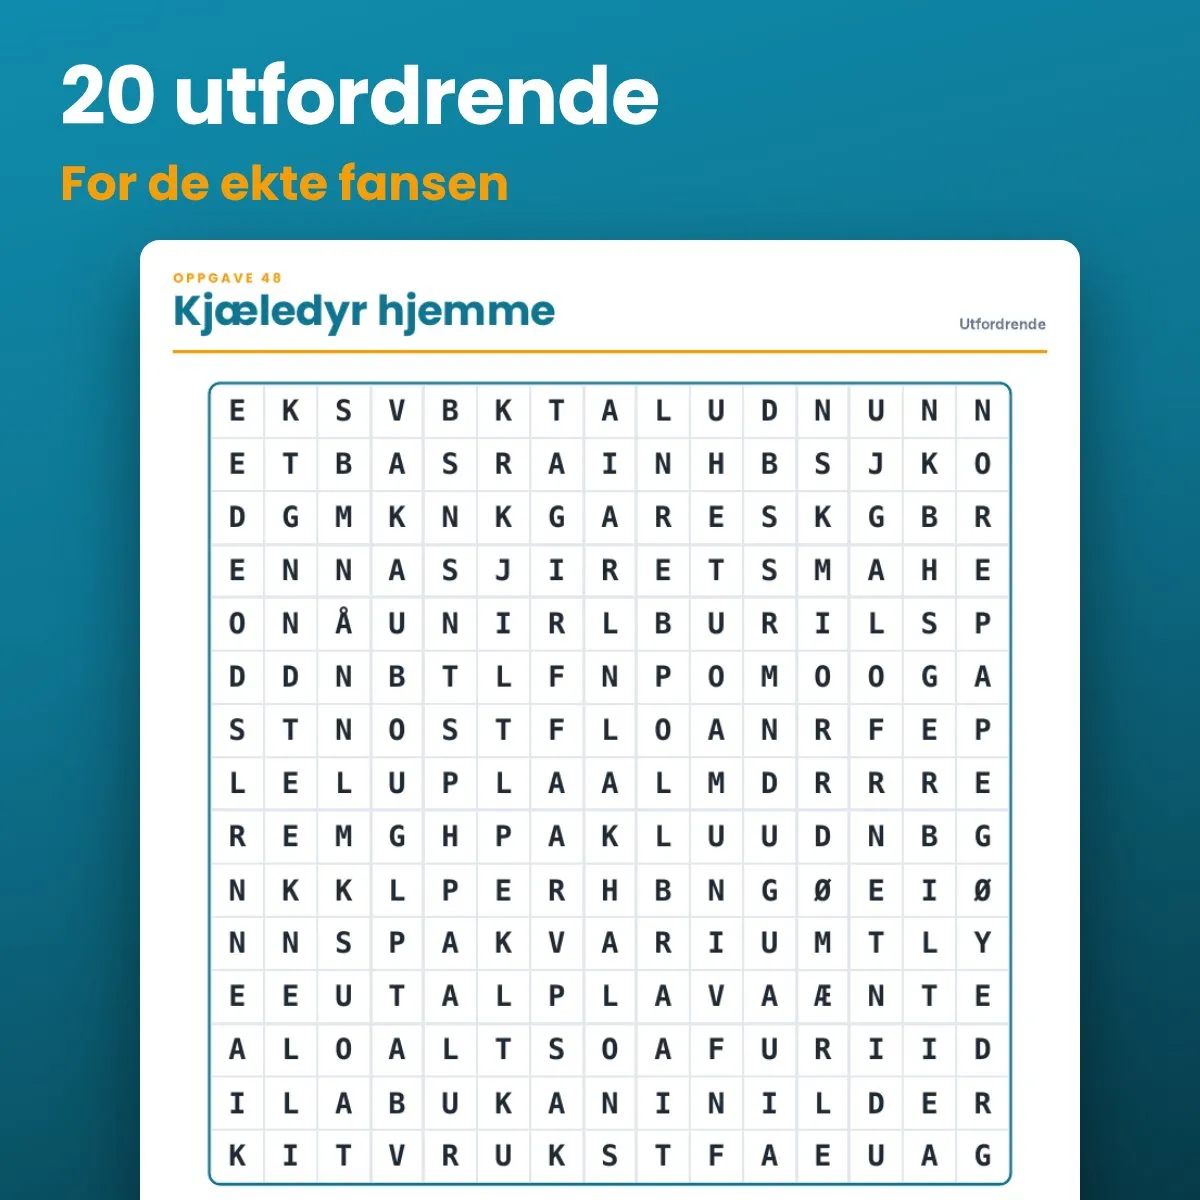 20 utfordrende
For de ekte fansen
OPPGAVE 48
Kjæledyr hjemme
Utfordrende
E K S V B K T A L U D N U N N
E T B A S R A I N H B S J K O
D G M K N K G A R E S K G B R
E N N A S J I R E T S M A H E
O N Å U N I R L B U R I L S P
D D N B T L F N P O M O O G A
S T N O S T F L O A N R F E P
L E L U P L A A L M D R R R E
R E M G H P A K L U U D N B G
N K K L P E R H B N G Ø E I Ø
N N S P A K V A R I U M T L Y
E E U T A L P L A V A Æ N T E
A L O A L T S O A F U R I I D
I L A B U K A N I N I L D E R
K I T V R U K S T F A E U A G